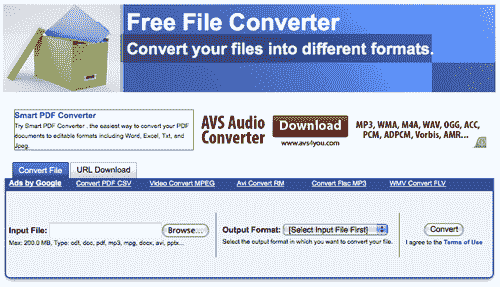 Free File Converter
Convert your files into different formats.
Smart PDF Converter
Try Smart PDF Converter , the easiest way to convert your PDF
documents to editable formats including Word, Excel, Txt, and
Jpeg.
AVS Audio
Converter
Download
www.avs4you.com
MP3, WMA, M4A, WAV, OGG, ACC,
PCM, ADPCM, Vorbis, AMR...
Convert File
URL Download
Ads by Google Convert PDF CSV Video Convert MPEG Avi Convert RM Convert Flac MP3 WMV Convert FLV
Input File: Browse... Output Format: [Select Input File First] Convert
Max: 200.0 MB, Type: odt, doc, pdf, mp3, mpg, docx, avi, pptx... Select the output format in which you want to convert your file. I agree to the Terms of Use